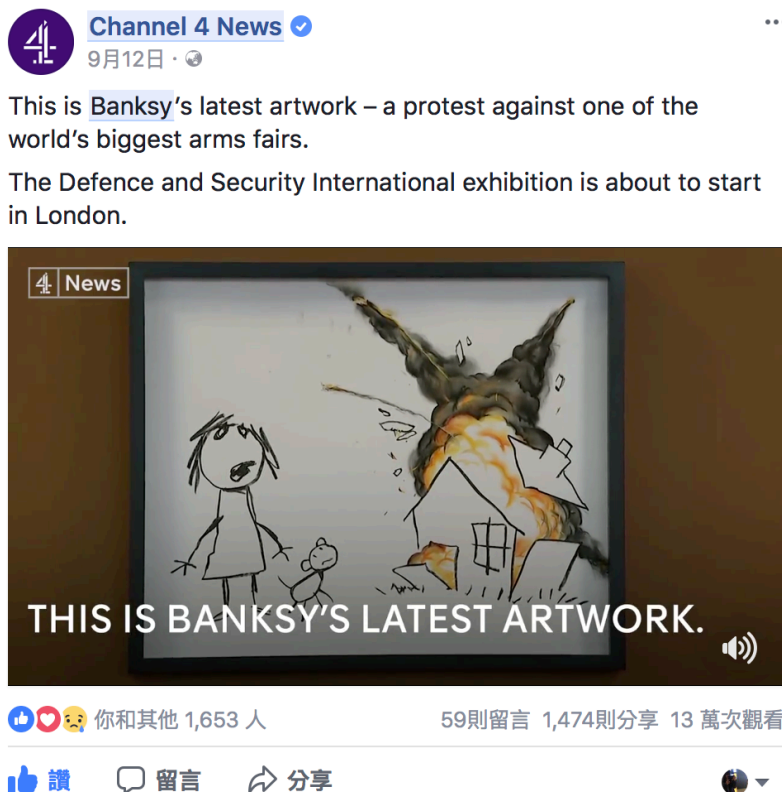 Channel 4 News
9月12日 ·
This is Banksy's latest artwork – a protest against one of the
world's biggest arms fairs.
The Defence and Security International exhibition is about to start
in London.
4 News
THIS IS BANKSY'S LATEST ARTWORK.
你和其他 1,653 人
59則留言 1,474則分享 13 萬次觀看
讚 留言 分享